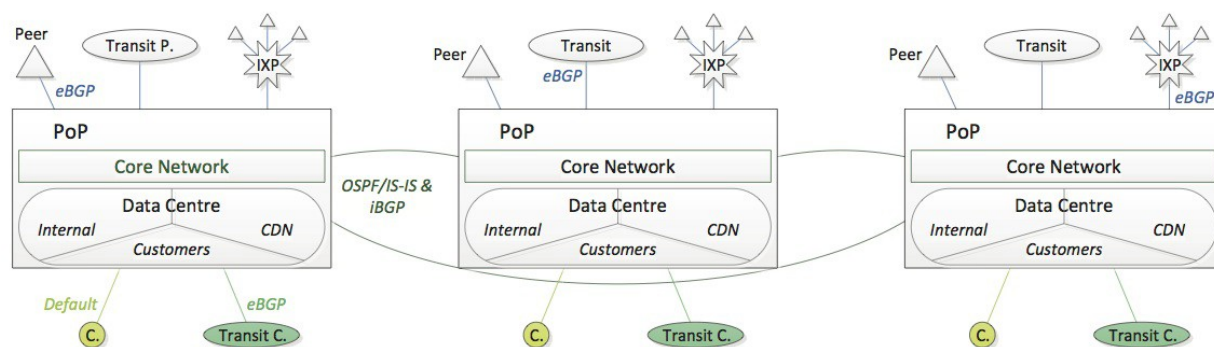 Peer
Transit P.
IXP
eBGP
PoP
Core Network
Data Centre
Internal
CDN
Customers
Default
eBGP
C.
Transit C.
OSPF/IS-IS &
iBGP
Peer
Transit
IXP
eBGP
PoP
Core Network
Data Centre
Internal
CDN
Customers
C.
Transit C.
Peer
Transit
IXP
eBGP
PoP
Core Network
Data Centre
Internal
CDN
Customers
C.
Transit C.